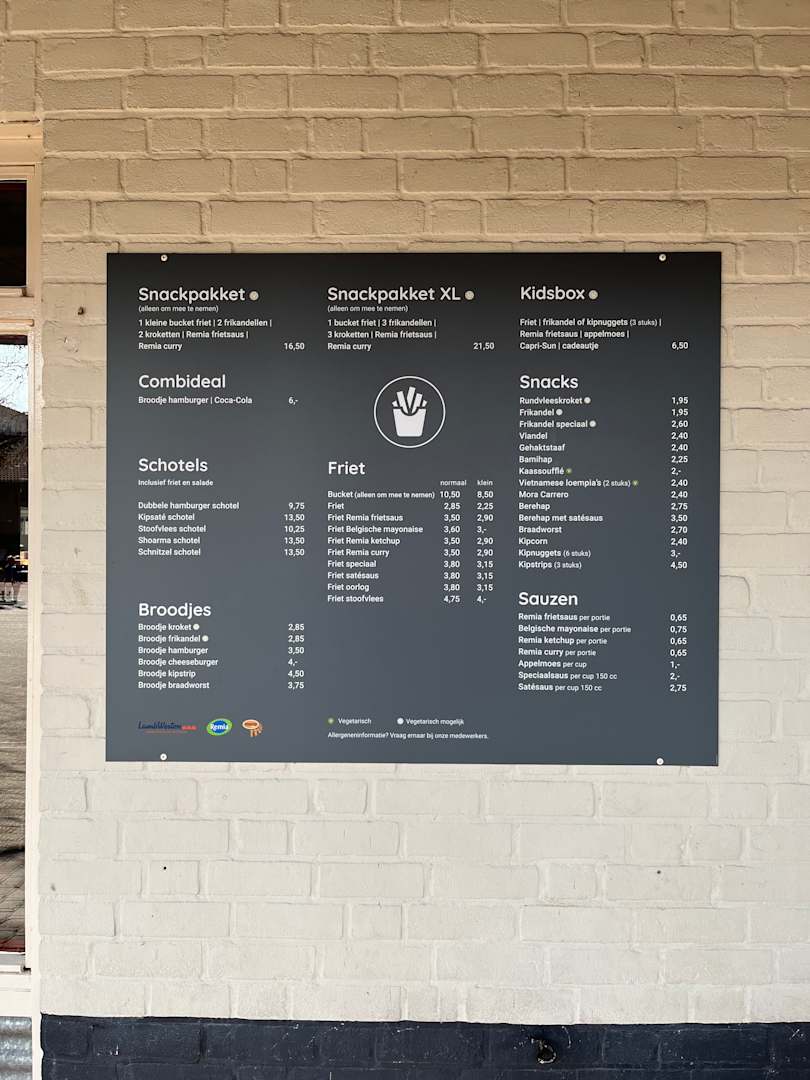 Snackpakket
(alleen om mee te nemen)
1 kleine bucket friet | 2 frikandellen |
2 kroketten | Remia frietsaus |
Remia curry 16,50
Snackpakket XL
(alleen om mee te nemen)
1 bucket friet | 3 frikandellen |
3 kroketten | Remia frietsaus |
Remia curry 21,50
Kidsbox
Friet | frikandel of kipnuggets (3 stuks) |
Remia frietsaus | appelmoes |
Capri-Sun | cadeautje 6,50
Combideal
Broodje hamburger | Coca-Cola 6,-
Schotels
Inclusief friet en salade
Dubbele hamburger schotel 9,75
Kipsaté schotel 13,50
Stoofvlees schotel 10,25
Shoarma schotel 13,50
Schnitzel schotel 13,50
Broodjes
Broodje kroket 2,85
Broodje frikandel 2,85
Broodje hamburger 3,50
Broodje cheeseburger 4,-
Broodje kipstrip 4,50
Broodje braadworst 3,75
Friet
normaal klein
Bucket (alleen om mee te nemen) 10,50 8,50
Friet 2,85 2,25
Friet Remia frietsaus 3,50 2,90
Friet Belgische mayonaise 3,60 3,-
Friet Remia ketchup 3,50 2,90
Friet Remia curry 3,50 2,90
Friet speciaal 3,80 3,15
Friet satésaus 3,80 3,15
Friet oorlog 3,80 3,15
Friet stoofvlees 4,75 4,-
Snacks
Rundvleeskroket 1,95
Frikandel 1,95
Frikandel speciaal 2,60
Viandel 2,40
Gehaktstaaf 2,40
Bamihap 2,25
Kaassoufflé 2,-
Vietnamese loempia's (2 stuks) 2,40
Mora Carrero 2,40
Berehap 2,75
Berehap met satésaus 3,50
Braadworst 2,70
Kipcorn 2,40
Kipnuggets (6 stuks) 3,-
Kipstrips (3 stuks) 4,50
Sauzen
Remia frietsaus per portie 0,65
Belgische mayonaise per portie 0,75
Remia ketchup per portie 0,65
Remia curry per portie 0,65
Appelmoes per cup 1,-
Speciaalsaus per cup 150 cc 2,-
Satésaus per cup 150 cc 2,75
LambWeston
Remia
Vegetarisch
Vegetarisch mogelijk
Allergeneninformatie? Vraag ernaar bij onze medewerkers.